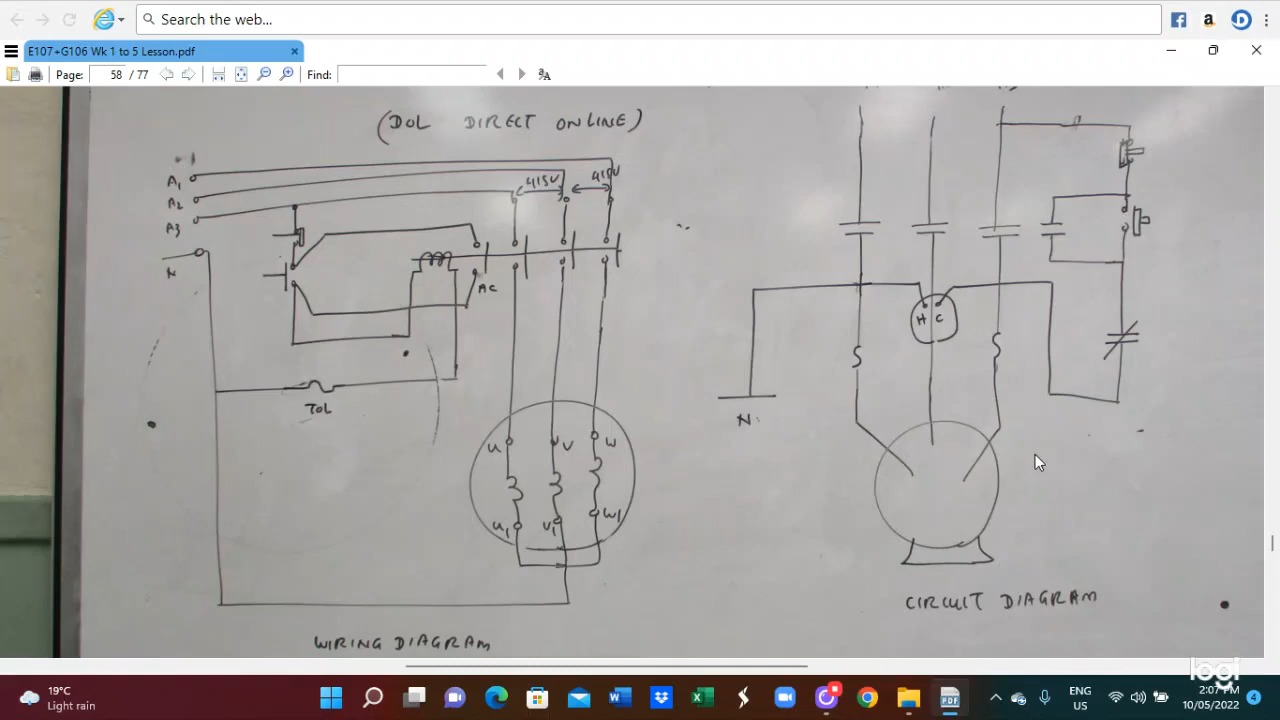 Search the web...
E107+G106 Wk 1 to 5 Lesson.pdf
Page: 58 / 77 Find:
(DOL DIRECT ONLINE)
A1
A2
A3
N
415V
415V
AC
TOL
U
V
W
U1
V1
W1
WIRING DIAGRAM
H C
N
CIRCUIT DIAGRAM
logi
19°C
Light rain
ENG
US
2:07 PM
10/05/2022
4